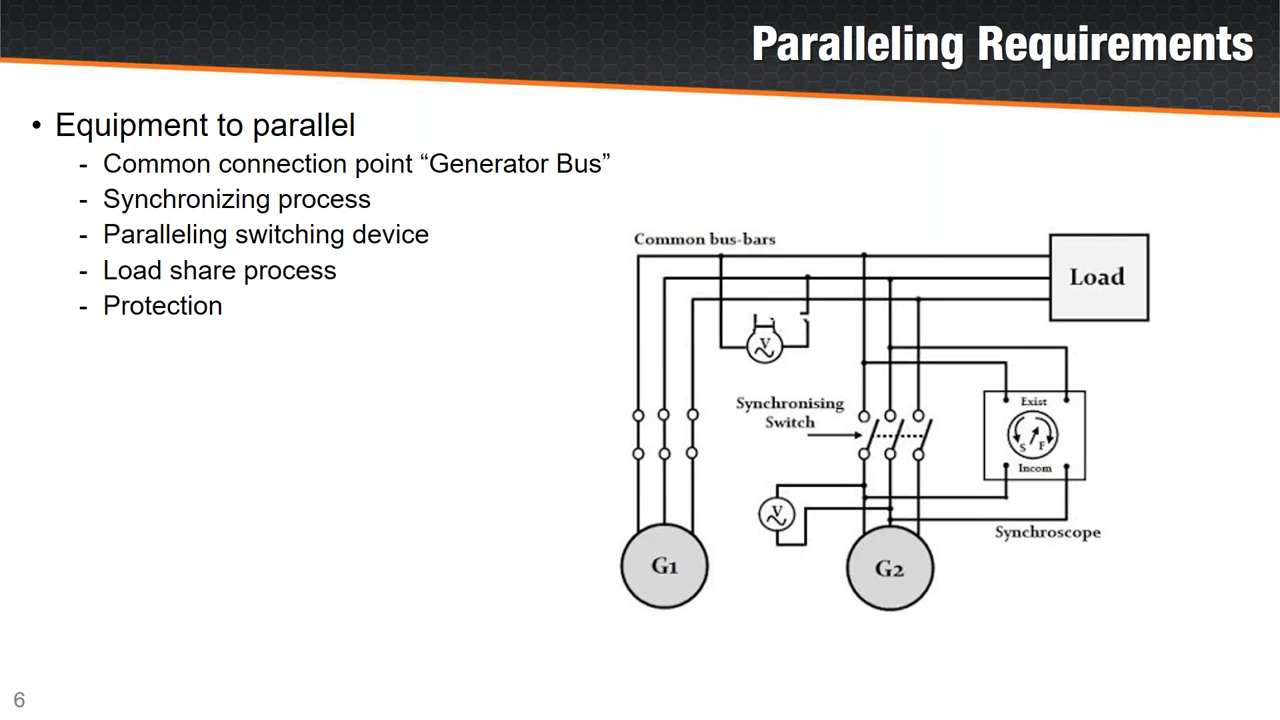 Paralleling Requirements
• Equipment to parallel
- Common connection point “Generator Bus”
- Synchronizing process
- Paralleling switching device
- Load share process
- Protection
Common bus-bars
Load
V
Synchronising
Switch
Exist
S F
Incom
V
Synchroscope
G1
G2
6